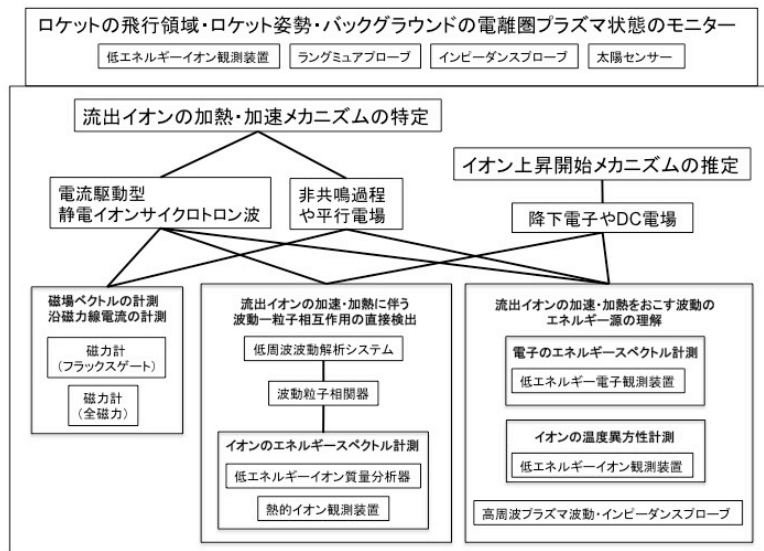 ロケットの飛行領域・ロケット姿勢・バックグラウンドの電離圏プラズマ状態のモニター
低エネルギーイオン観測装置
ラングミュアプローブ
インピーダンスプローブ
太陽センサー
流出イオンの加熱・加速メカニズムの特定
イオン上昇開始メカニズムの推定
電流駆動型
静電イオンサイクロトロン波
非共鳴過程
や平行電場
降下電子やDC電場
磁場ベクトルの計測
沿磁力線電流の計測
磁力計
(フラックスゲート)
磁力計
(全磁力)
流出イオンの加速・加熱に伴う
波動ー粒子相互作用の直接検出
低周波波動解析システム
波動粒子相関器
イオンのエネルギースペクトル計測
低エネルギーイオン質量分析器
熱的イオン観測装置
流出イオンの加速・加熱をおこす波動の
エネルギー源の理解
電子のエネルギースペクトル計測
低エネルギー電子観測装置
イオンの温度異方性計測
低エネルギーイオン観測装置
高周波プラズマ波動・インピーダンスプローブ